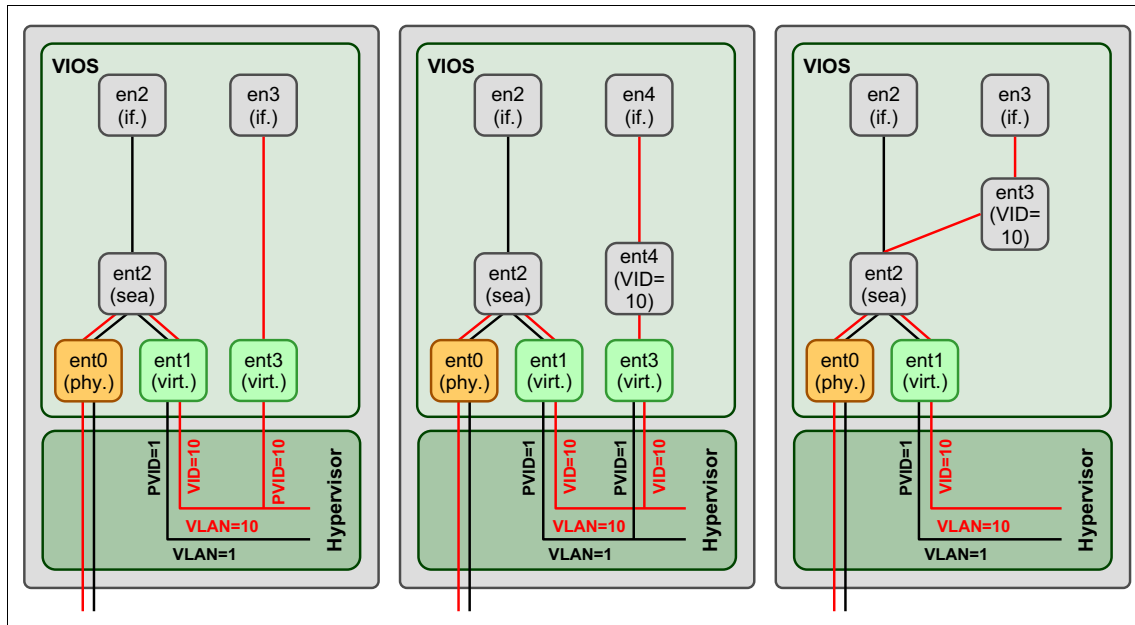 VIOS
en2
(if.)
en3
(if.)
ent2
(sea)
ent0
(phy.)
ent1
(virt.)
ent3
(virt.)
PVID=1
VID=10
PVID=10
VLAN=10
VLAN=1
Hypervisor
VIOS
en2
(if.)
en4
(if.)
ent2
(sea)
ent4
(VID=
10)
ent0
(phy.)
ent1
(virt.)
ent3
(virt.)
PVID=1
VID=10
PVID=1
VID=10
VLAN=10
VLAN=1
Hypervisor
VIOS
en2
(if.)
en3
(if.)
ent3
(VID=
10)
ent2
(sea)
ent0
(phy.)
ent1
(virt.)
PVID=1
VID=10
VLAN=10
VLAN=1
Hypervisor